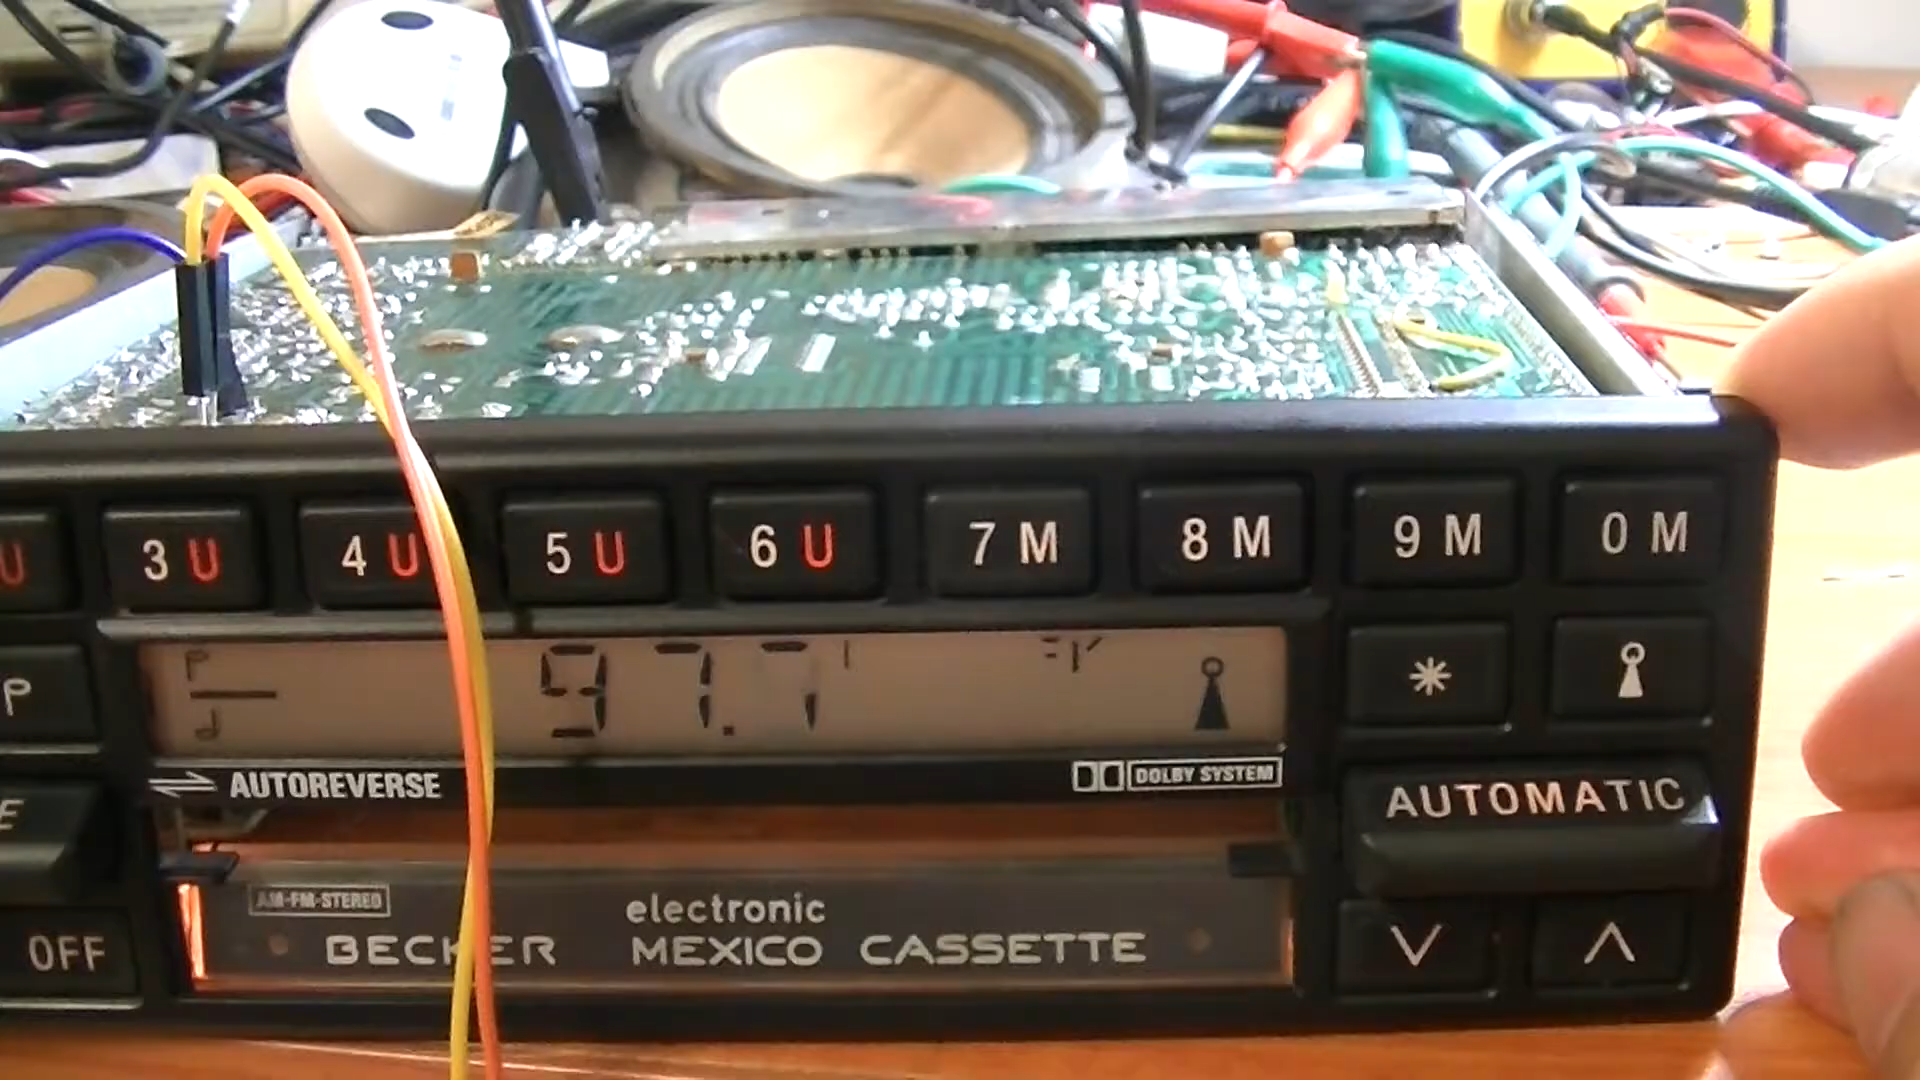 U 3 U 4 U 5 U 6 U 7 M 8 M 9 M 0 M
P 97.7 *
AUTOREVERSE DOLBY SYSTEM
E AUTOMATIC
AM-FM-STEREO electronic
OFF BECKER MEXICO CASSETTE